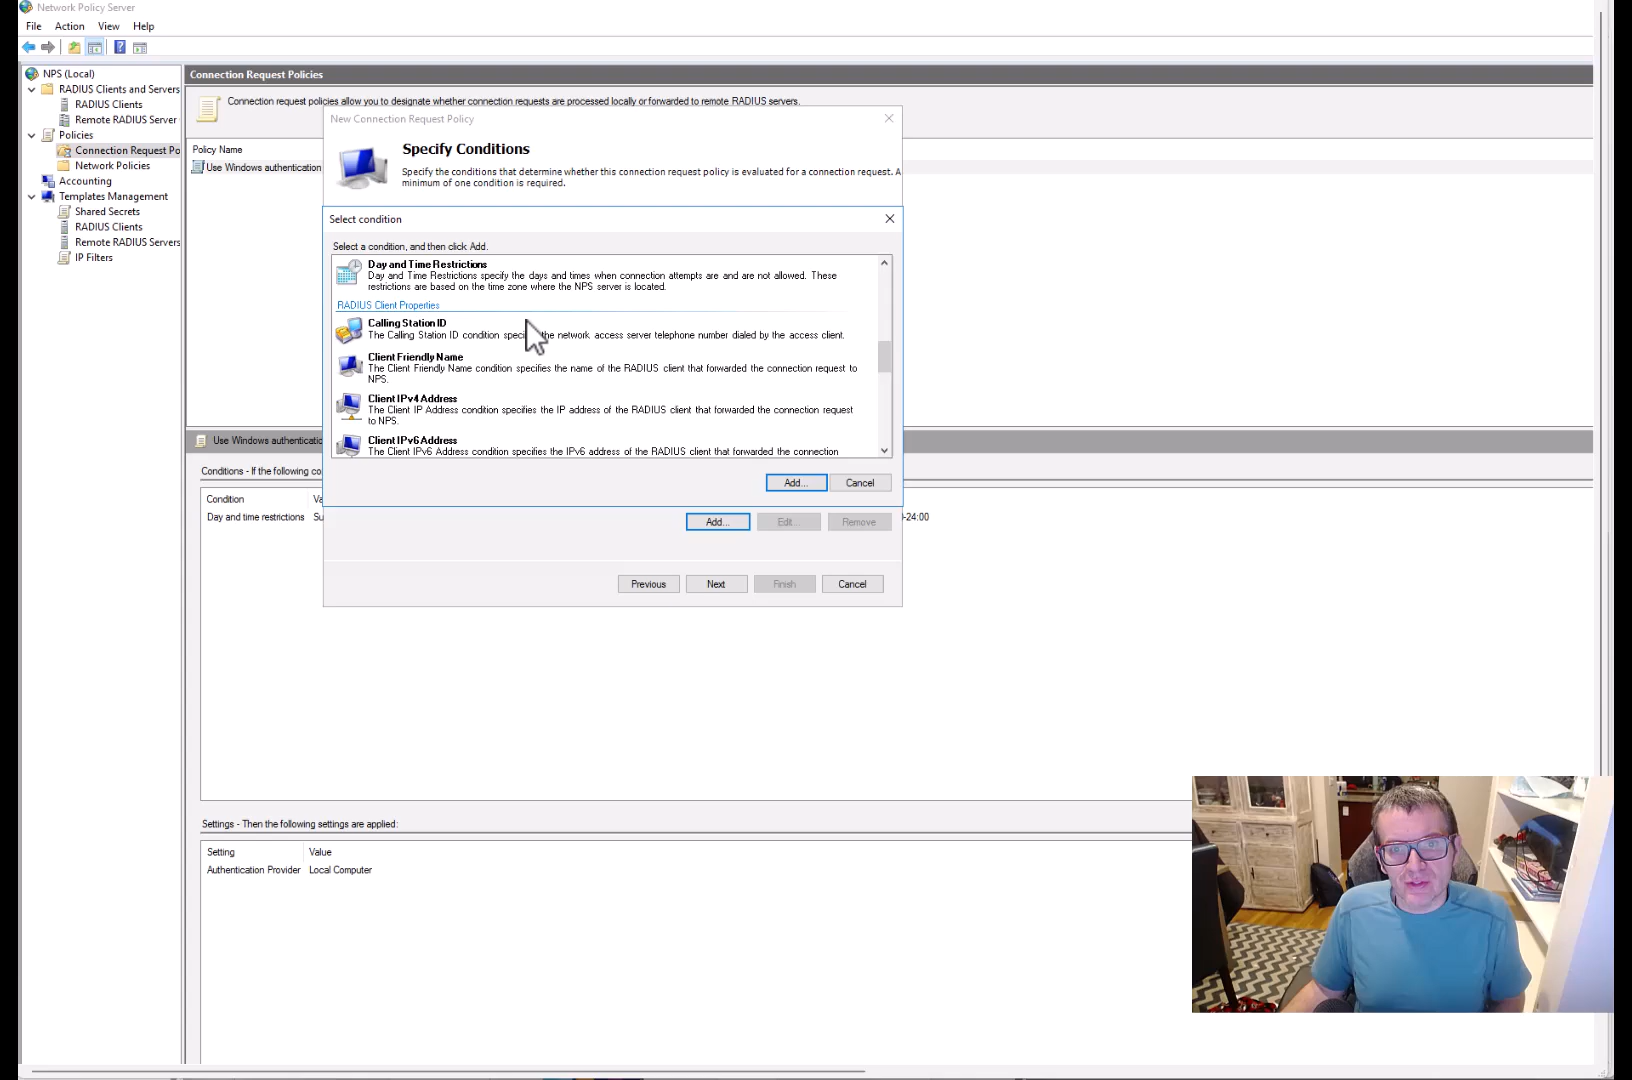 Network Policy Server
File Action View Help
NPS (Local)
RADIUS Clients and Servers
RADIUS Clients
Remote RADIUS Server
Policies
Connection Request Po
Network Policies
Accounting
Templates Management
Shared Secrets
RADIUS Clients
Remote RADIUS Servers
IP Filters
Connection Request Policies
Connection request policies allow you to designate whether connection requests are processed locally or forwarded to remote RADIUS servers.
Policy Name
Use Windows authentication
New Connection Request Policy
Specify Conditions
Specify the conditions that determine whether this connection request policy is evaluated for a connection request. A
minimum of one condition is required.
Select condition
Select a condition, and then click Add.
Day and Time Restrictions
Day and Time Restrictions specify the days and times when connection attempts are and are not allowed. These
restrictions are based on the time zone where the NPS server is located.
RADIUS Client Properties
Calling Station ID
The Calling Station ID condition speci the network access server telephone number dialed by the access client.
Client Friendly Name
The Client Friendly Name condition specifies the name of the RADIUS client that forwarded the connection request to
NPS.
Client IPv4 Address
The Client IP Address condition specifies the IP address of the RADIUS client that forwarded the connection request
to NPS.
Client IPv6 Address
The Client IPv6 Address condition specifies the IPv6 address of the RADIUS client that forwarded the connection
Add... Cancel
Add... Edit... Remove
Previous Next Finish Cancel
Use Windows authenticatio
Conditions - If the following co
Condition Va
Day and time restrictions Su -24:00
Settings - Then the following settings are applied:
Setting Value
Authentication Provider Local Computer